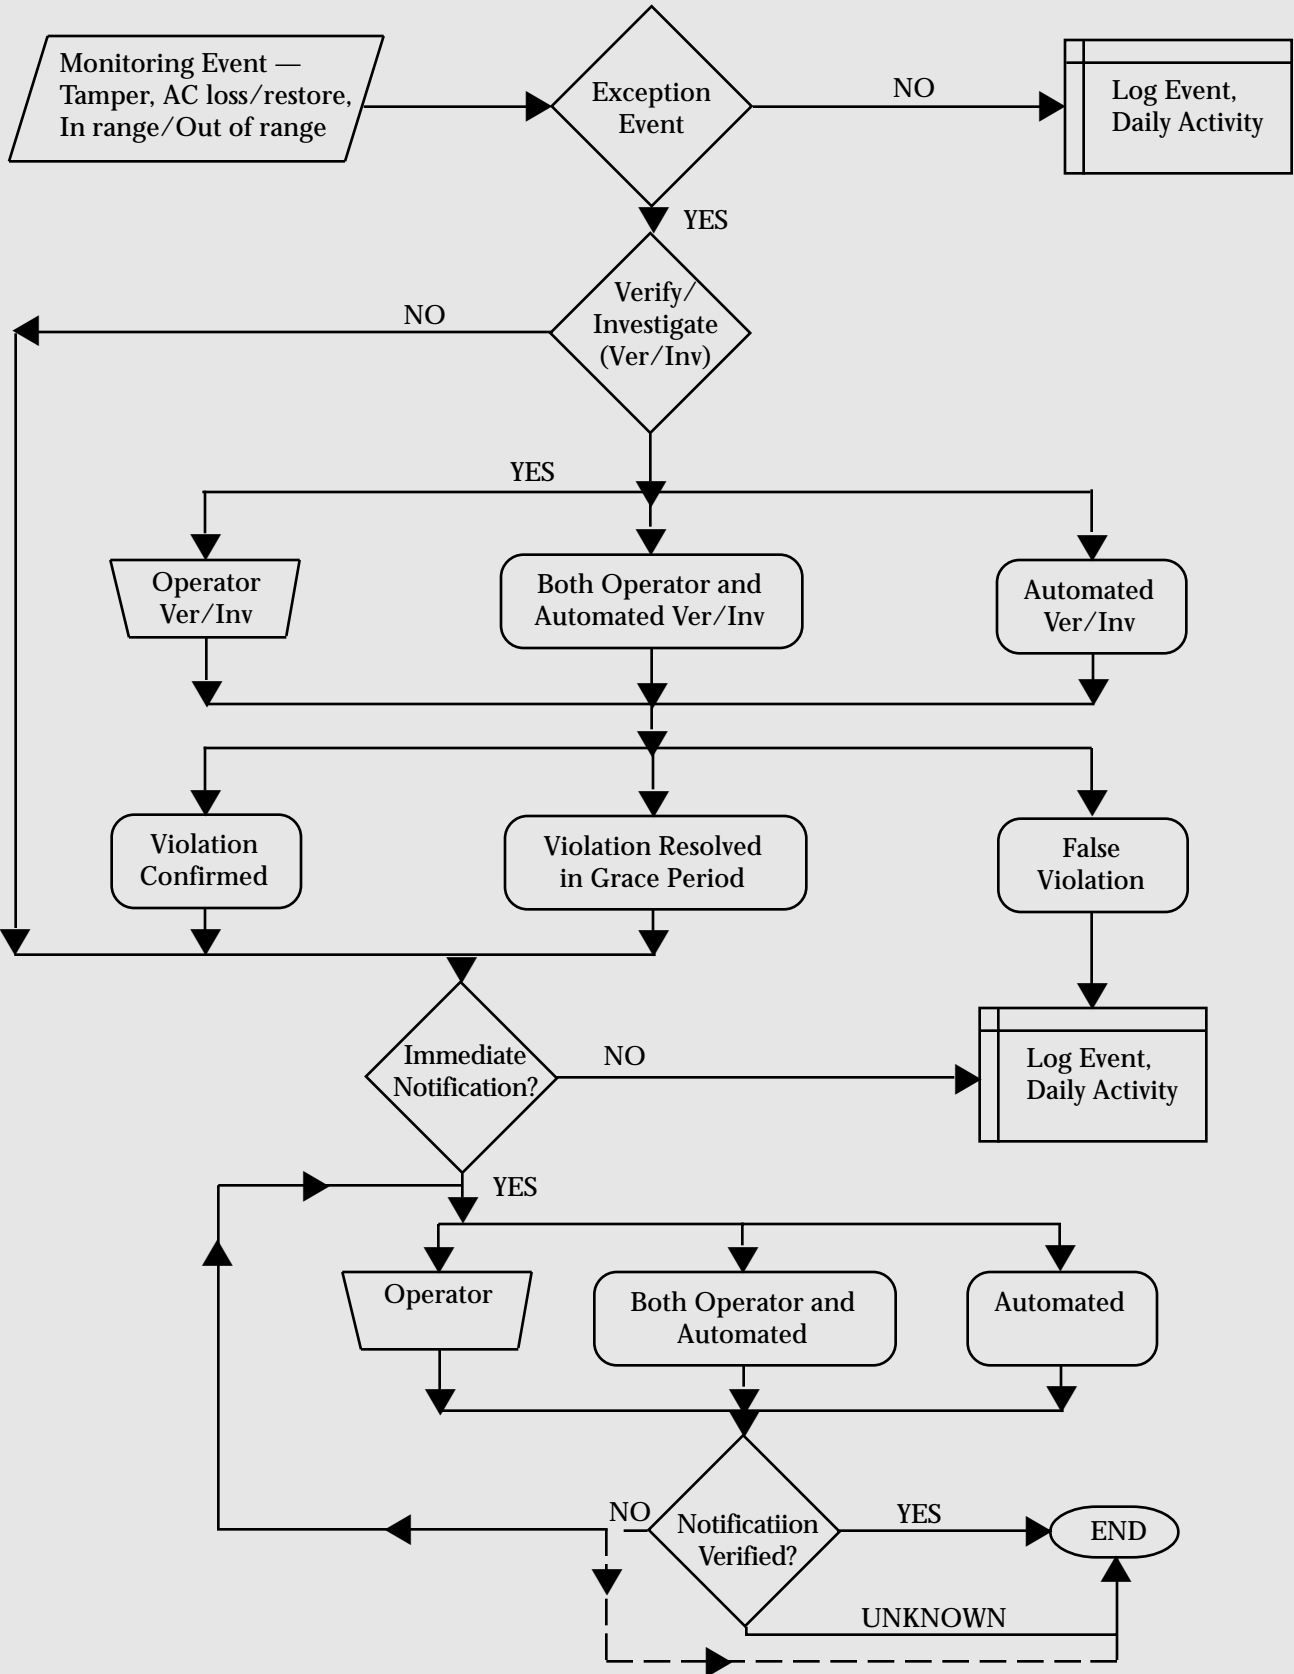 Monitoring Event —
Tamper, AC loss/restore,
In range/Out of range
Exception
Event
NO
Log Event,
Daily Activity
YES
Verify/
Investigate
(Ver/Inv)
NO
YES
Operator
Ver/Inv
Both Operator and
Automated Ver/Inv
Automated
Ver/Inv
Violation
Confirmed
Violation Resolved
in Grace Period
False
Violation
Immediate
Notification?
NO
Log Event,
Daily Activity
YES
Operator
Both Operator and
Automated
Automated
NO
Notificatiion
Verified?
YES
END
UNKNOWN